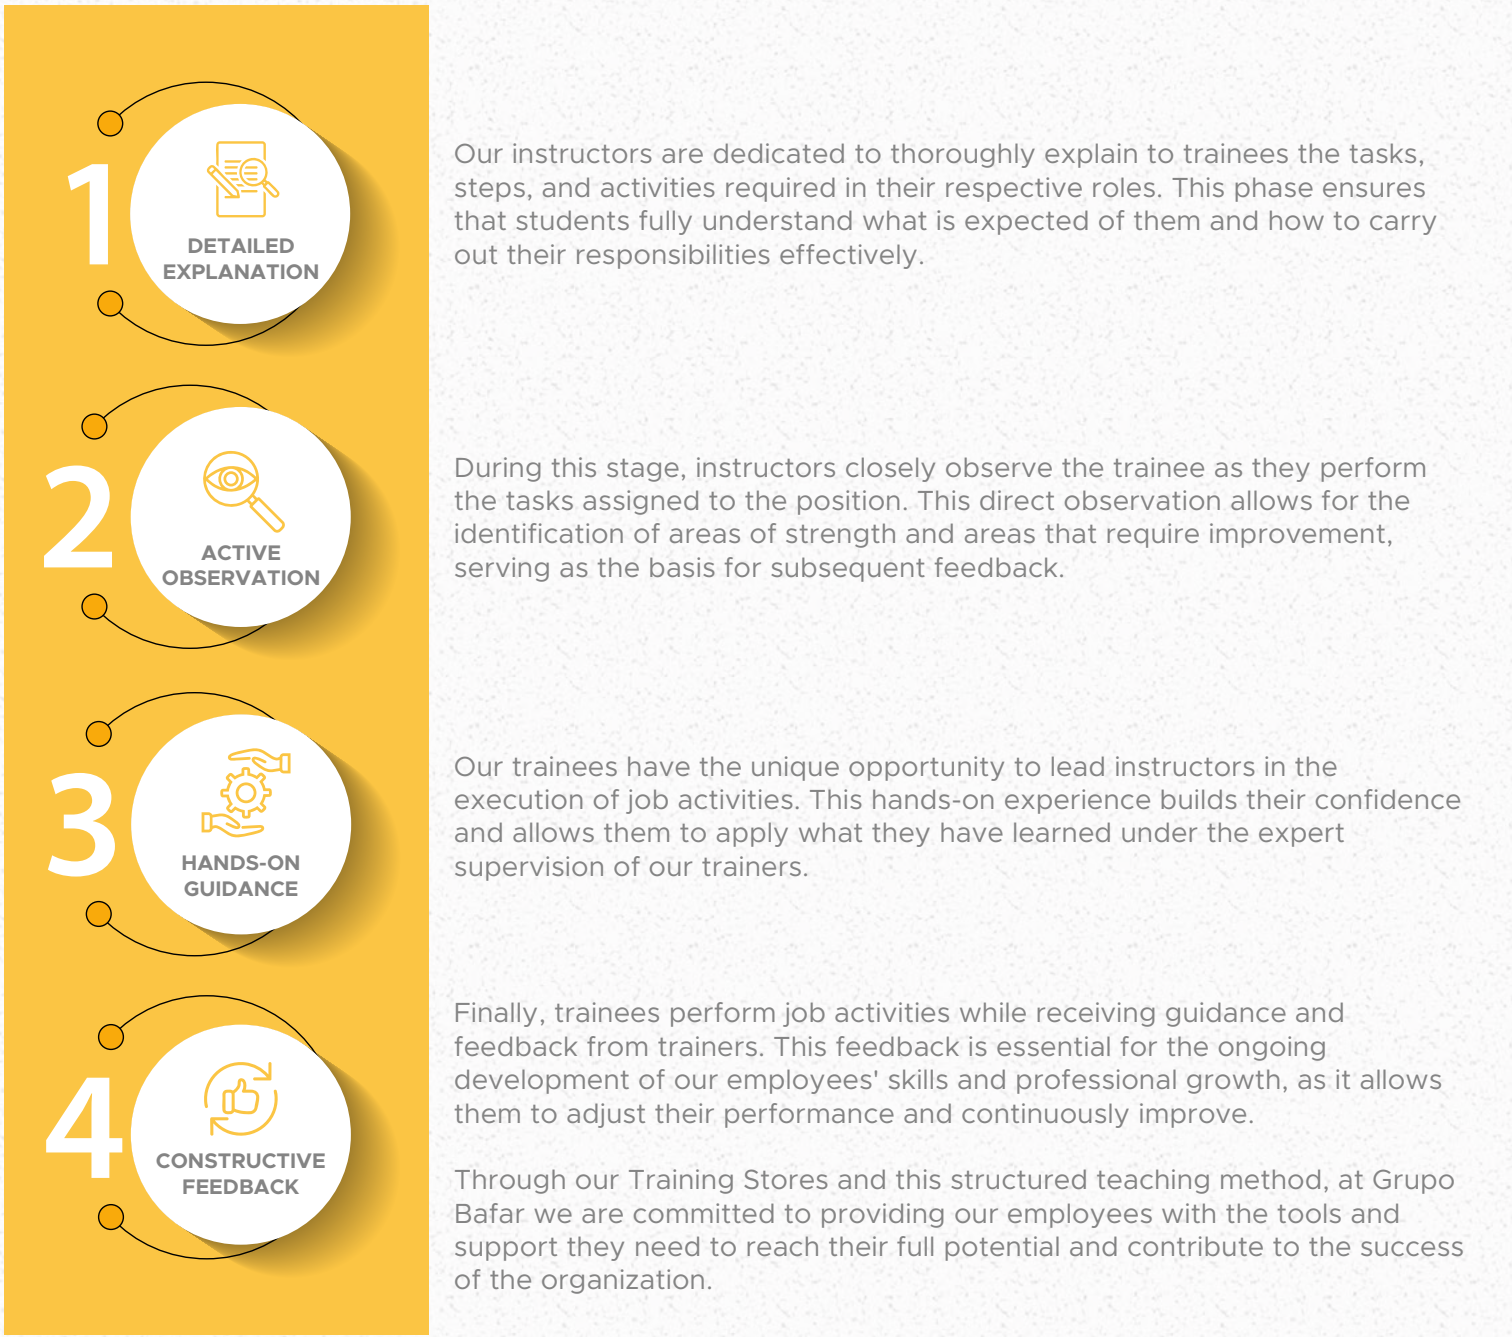 1
DETAILED
EXPLANATION
Our instructors are dedicated to thoroughly explain to trainees the tasks,
steps, and activities required in their respective roles. This phase ensures
that students fully understand what is expected of them and how to carry
out their responsibilities effectively.
2
ACTIVE
OBSERVATION
During this stage, instructors closely observe the trainee as they perform
the tasks assigned to the position. This direct observation allows for the
identification of areas of strength and areas that require improvement,
serving as the basis for subsequent feedback.
3
HANDS-ON
GUIDANCE
Our trainees have the unique opportunity to lead instructors in the
execution of job activities. This hands-on experience builds their confidence
and allows them to apply what they have learned under the expert
supervision of our trainers.
4
CONSTRUCTIVE
FEEDBACK
Finally, trainees perform job activities while receiving guidance and
feedback from trainers. This feedback is essential for the ongoing
development of our employees' skills and professional growth, as it allows
them to adjust their performance and continuously improve.
Through our Training Stores and this structured teaching method, at Grupo
Bafar we are committed to providing our employees with the tools and
support they need to reach their full potential and contribute to the success
of the organization.